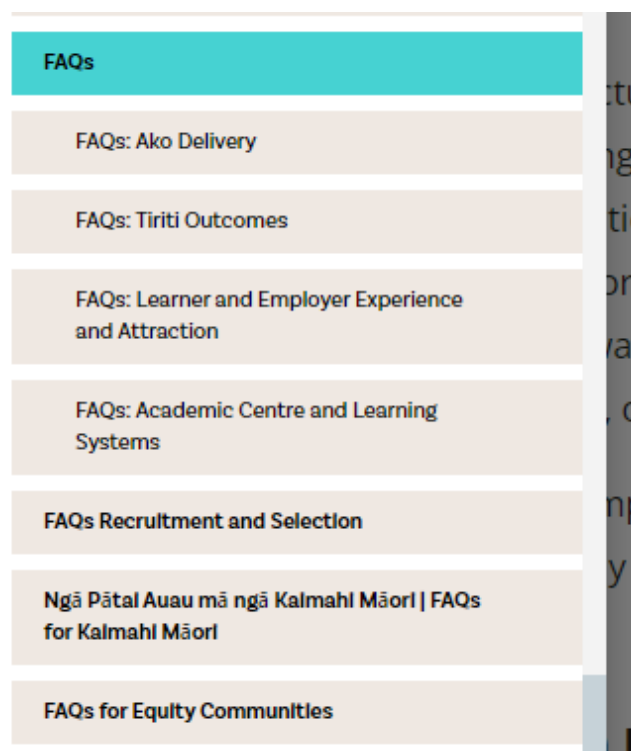 FAQs
FAQs: Ako Delivery
FAQs: Tiriti Outcomes
FAQs: Learner and Employer Experience
and Attraction
FAQs: Academic Centre and Learning
Systems
FAQs Recruitment and Selection
Ngā Pātai Auau mā ngā Kaimahi Māori | FAQs
for Kaimahi Māori
FAQs for Equity Communities